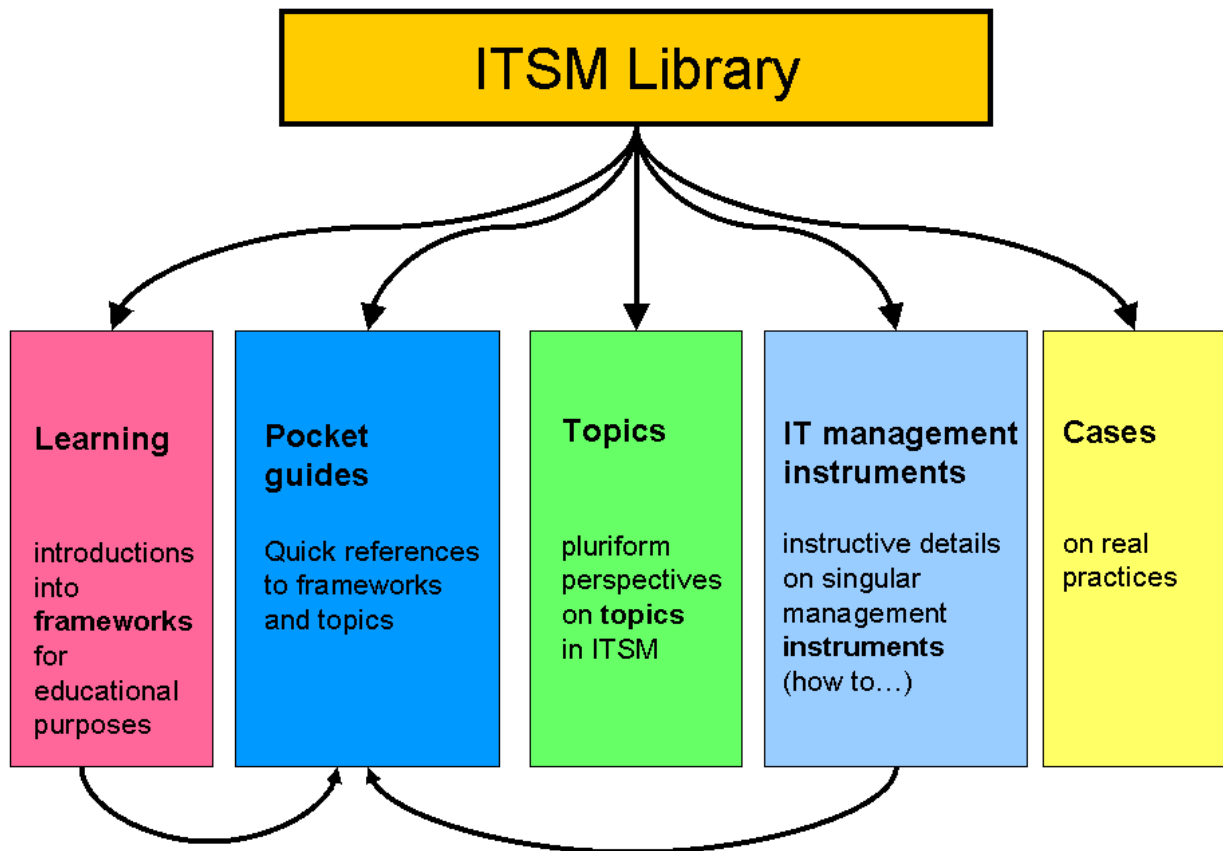 ITSM Library
Learning
introductions
into
frameworks
for
educational
purposes
Pocket
guides
Quick references
to frameworks
and topics
Topics
pluriform
perspectives
on topics
in ITSM
IT management
instruments
instructive details
on singular
management
instruments
(how to…)
Cases
on real
practices